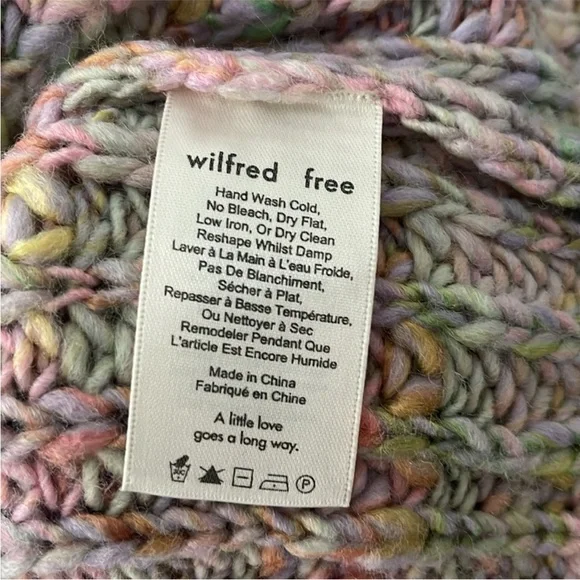 wilfred free
Hand Wash Cold,
No Bleach, Dry Flat,
Low Iron, Or Dry Clean
Reshape Whilst Damp
Laver à La Main à L'eau Froide,
Pas De Blanchiment,
Sécher à Plat,
Repasser à Basse Température,
Ou Nettoyer à Sec
Remodeler Pendant Que
L'article Est Encore Humide
Made in China
Fabriqué en Chine
A little love
goes a long way.
P